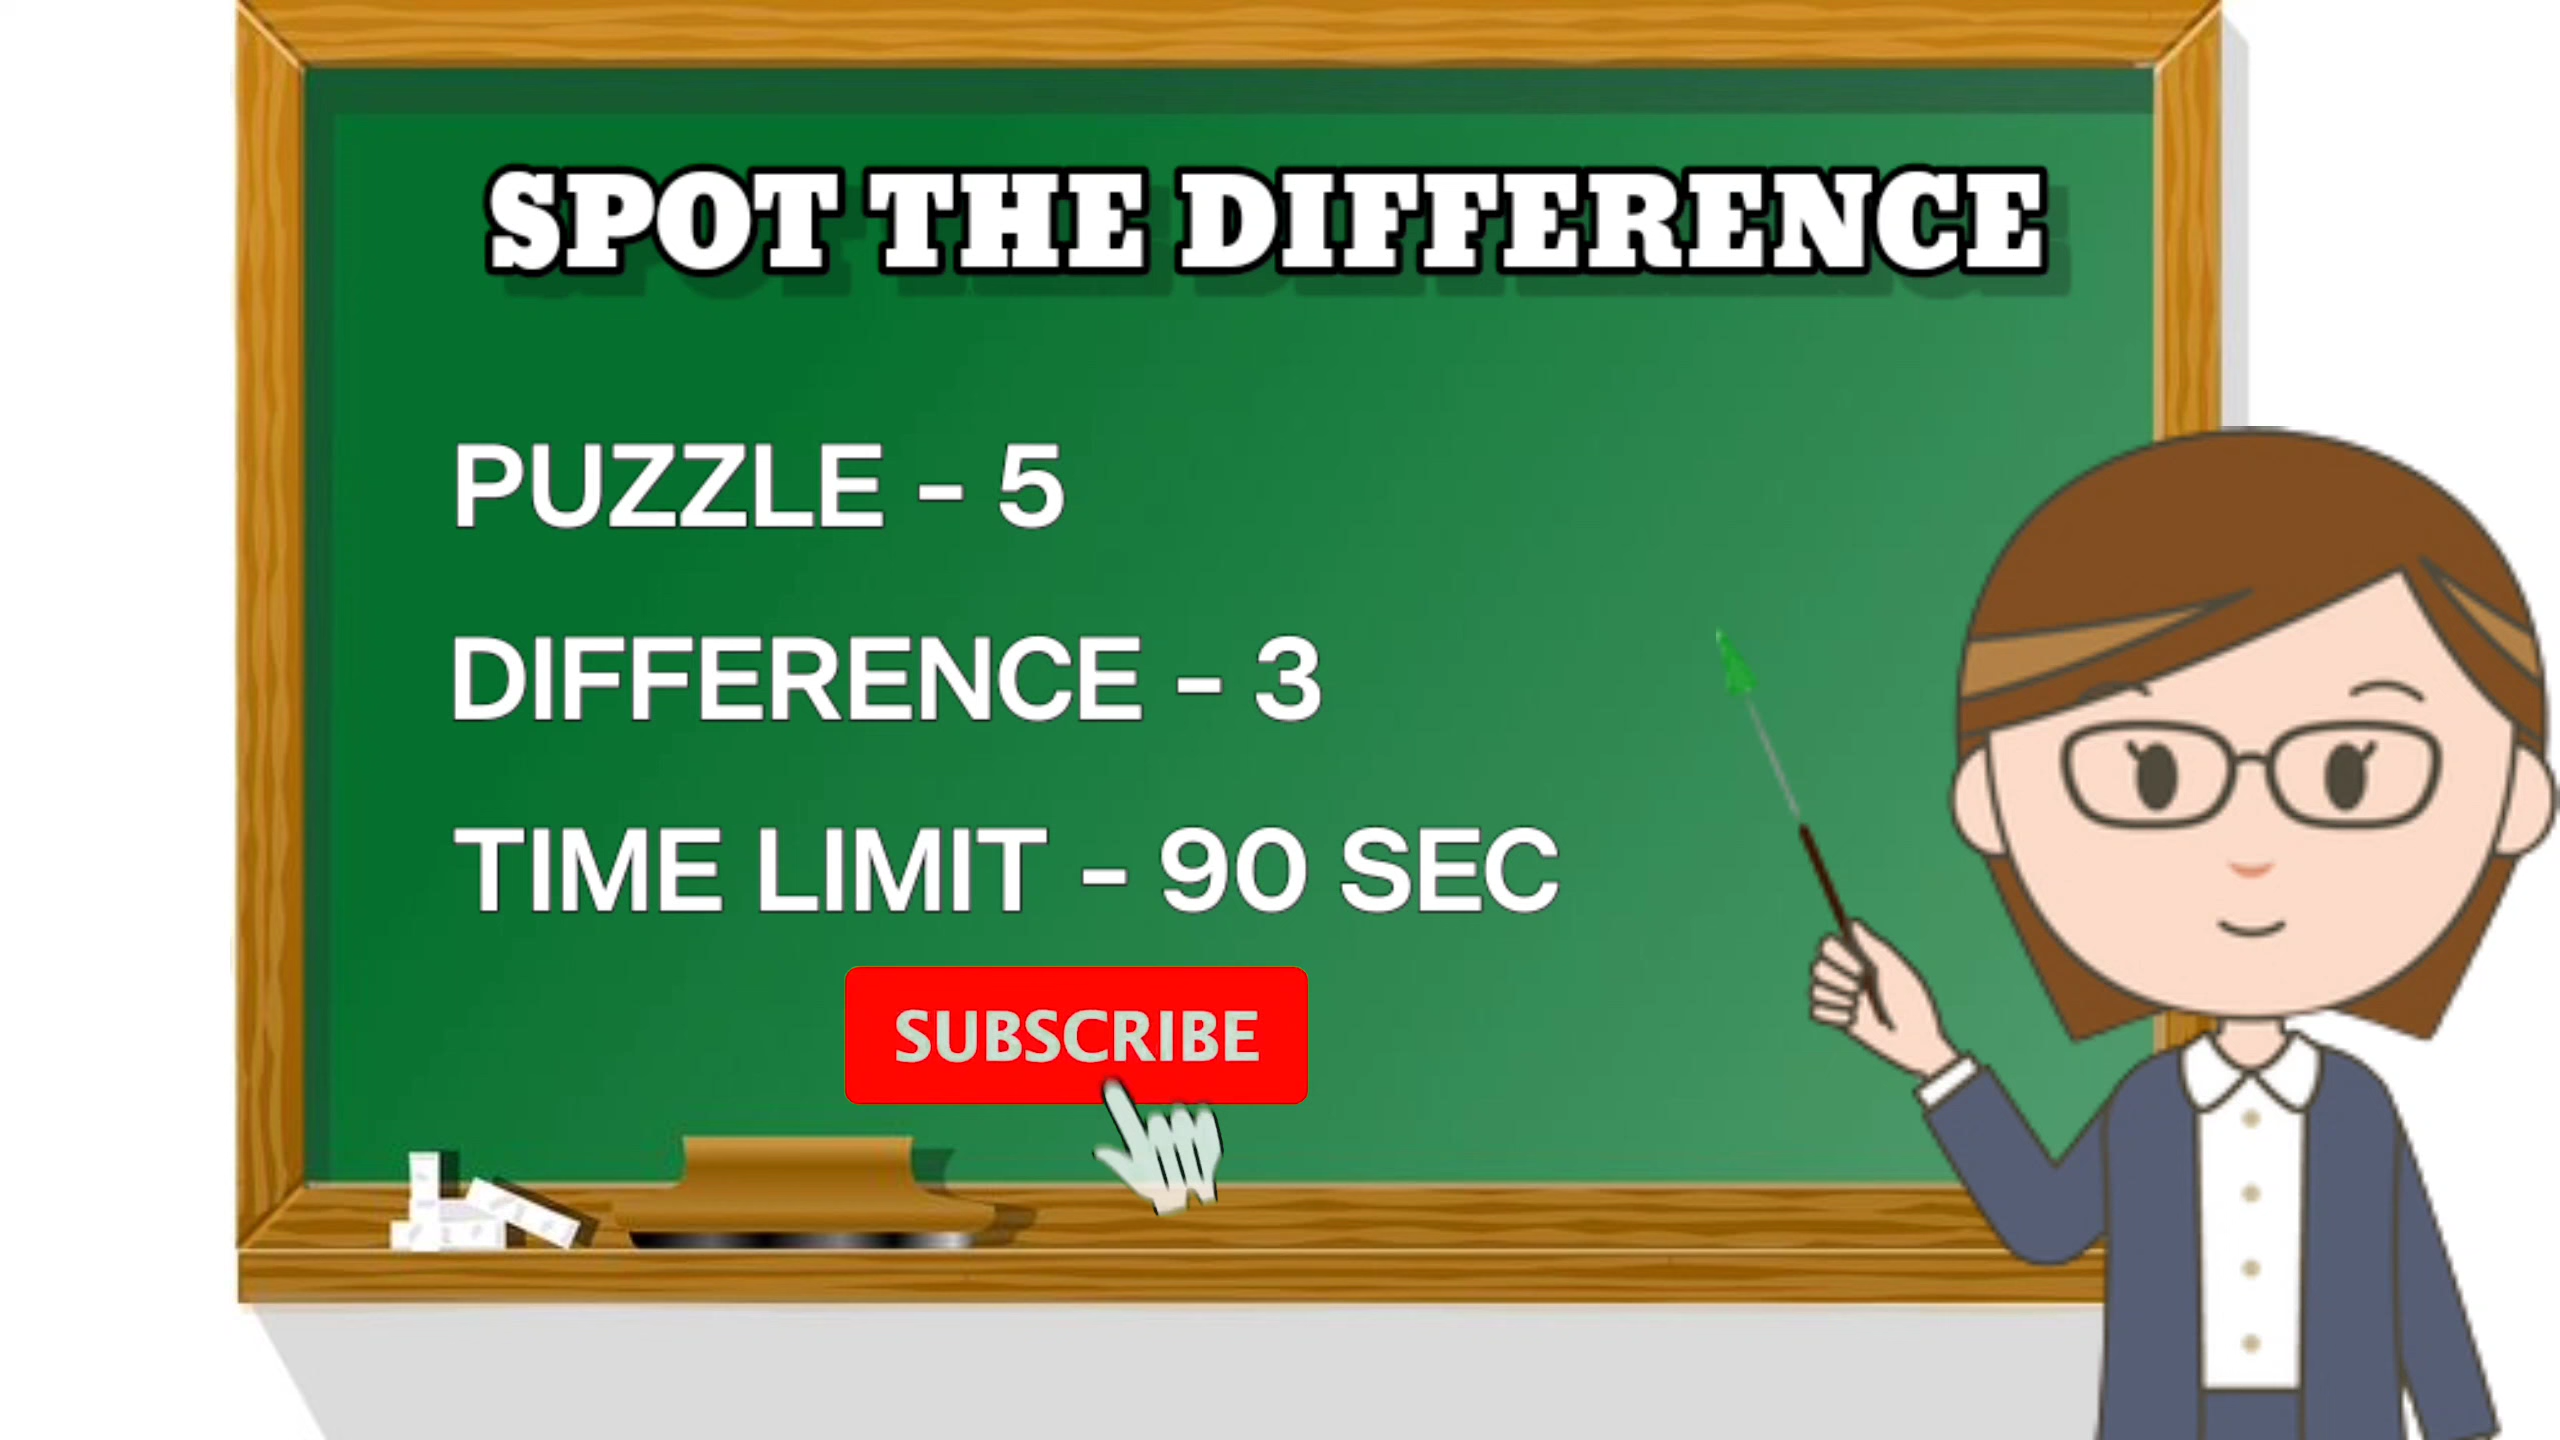 SPOT THE DIFFERENCE
PUZZLE - 5
DIFFERENCE - 3
TIME LIMIT - 90 SEC
SUBSCRIBE